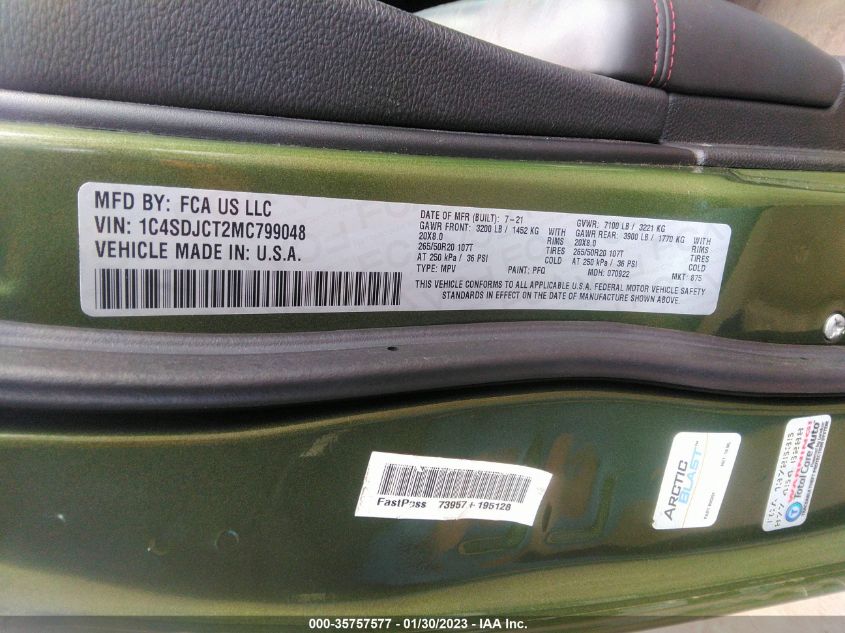 MFD BY: FCA US LLC
VIN: 1C4SDJCT2MC799048
VEHICLE MADE IN: U.S.A.
DATE OF MFR (BUILT): 7-21 GVWR: 7100 LB / 3221 KG
GAWR FRONT: 3200 LB / 1452 KG WITH GAWR REAR: 3900 LB / 1770 KG WITH
20X8.0 RIMS 20X8.0 RIMS
265/50R20 107T TIRES 265/50R20 107T TIRES
AT 250 kPa / 36 PSI COLD AT 250 kPa / 36 PSI COLD
TYPE: MPV PAINT: PFQ MDH: 070922 MKT: 875
THIS VEHICLE CONFORMS TO ALL APPLICABLE U.S.A. FEDERAL MOTOR VEHICLE SAFETY
STANDARDS IN EFFECT ON THE DATE OF MANUFACTURE SHOWN ABOVE.
FastPass 73957 195128
ARCTIC
BLAST™
WARNING!
Total Care Auto
000-35757577 — 01/30/2023 — IAAI Inc.